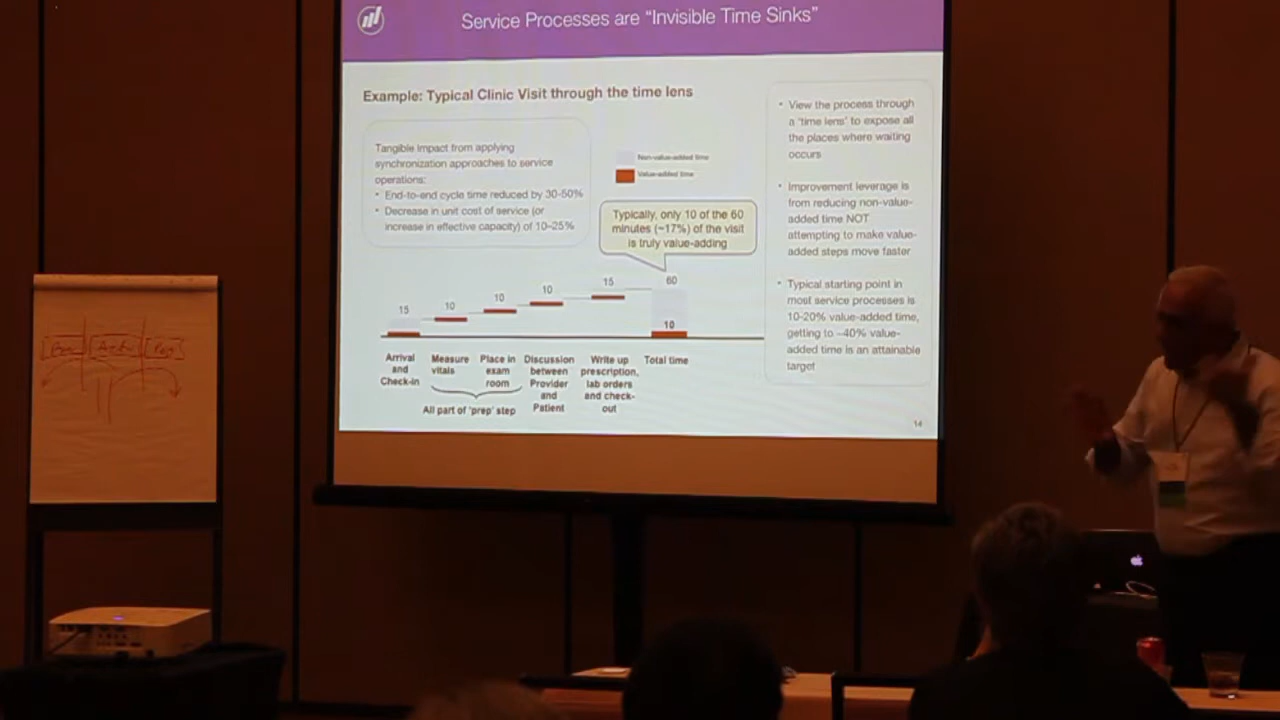 Service Processes are “Invisible Time Sinks”
Example: Typical Clinic Visit through the time lens
Tangible Impact from applying
synchronization approaches to service
operations:
• End-to-end cycle time reduced by 30-50%
• Decrease in unit cost of service (or
increase in effective capacity) of 10–25%
Non-value-added time
Value-added time
Typically, only 10 of the 60
minutes (~17%) of the visit
is truly value-adding
15
10
10
10
15
60
10
Arrival
and
Check-in
Measure
vitals
Place in
exam
room
All part of ‘prep’ step
Discussion
between
Provider
and
Patient
Write up
prescription,
lab orders
and check-
out
Total time
• View the process through
a ‘time lens’ to expose all
the places where waiting
occurs
• Improvement leverage is
from reducing non-value-
added time NOT
attempting to make value-
added steps move faster
• Typical starting point in
most service processes is
10-20% value-added time,
getting to ~40% value-
added time is an attainable
target
14